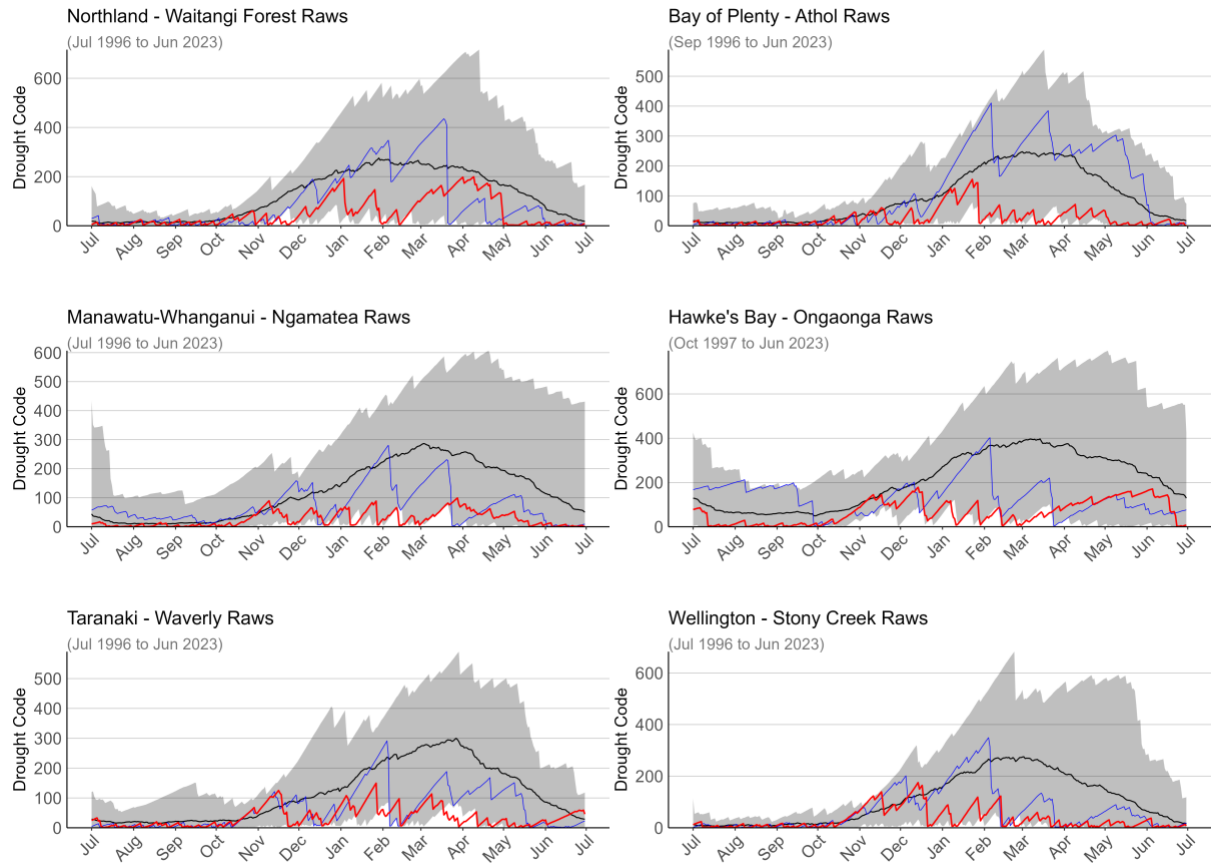 Northland - Waitangi Forest Raws
(Jul 1996 to Jun 2023)
Drought Code
600
400
200
0
Jul Aug Sep Oct Nov Dec Jan Feb Mar Apr May Jun Jul
Bay of Plenty - Athol Raws
(Sep 1996 to Jun 2023)
Drought Code
500
400
300
200
100
0
Jul Aug Sep Oct Nov Dec Jan Feb Mar Apr May Jun Jul
Manawatu-Whanganui - Ngamatea Raws
(Jul 1996 to Jun 2023)
Drought Code
600
500
400
300
200
100
0
Jul Aug Sep Oct Nov Dec Jan Feb Mar Apr May Jun Jul
Hawke's Bay - Ongaonga Raws
(Oct 1997 to Jun 2023)
Drought Code
600
400
200
0
Jul Aug Sep Oct Nov Dec Jan Feb Mar Apr May Jun Jul
Taranaki - Waverly Raws
(Jul 1996 to Jun 2023)
Drought Code
500
400
300
200
100
0
Jul Aug Sep Oct Nov Dec Jan Feb Mar Apr May Jun Jul
Wellington - Stony Creek Raws
(Jul 1996 to Jun 2023)
Drought Code
600
400
200
0
Jul Aug Sep Oct Nov Dec Jan Feb Mar Apr May Jun Jul